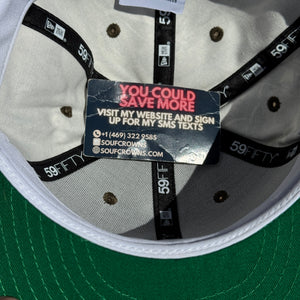 59FIFTY
YOU COULD
SAVE MORE
VISIT MY WEBSITE AND SIGN
UP FOR MY SMS TEXTS
+1 (469) 322 9585
@SOUFCROWNS
SOUFCROWNS.COM
59FIFTY
59FIFTY
59FIFTY